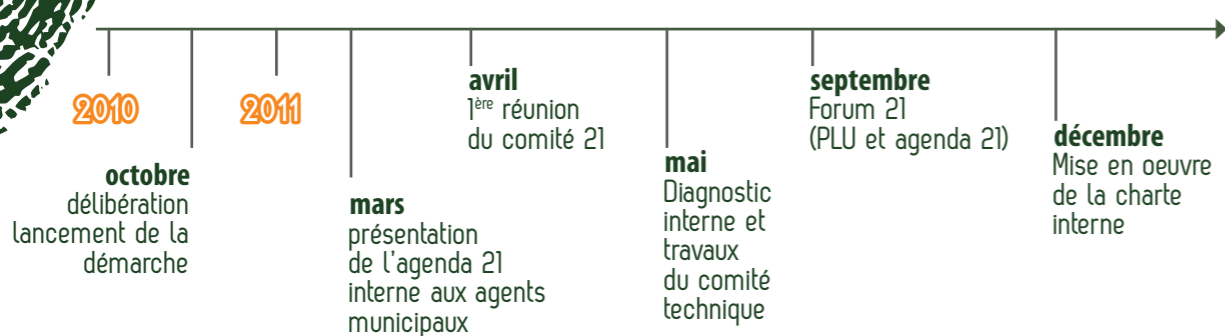 2010
octobre
délibération
lancement de la
démarche
2011
mars
présentation
de l'agenda 21
interne aux agents
municipaux
avril
1ère réunion
du comité 21
mai
Diagnostic
interne et
travaux
du comité
technique
septembre
Forum 21
(PLU et agenda 21)
décembre
Mise en oeuvre
de la charte
interne